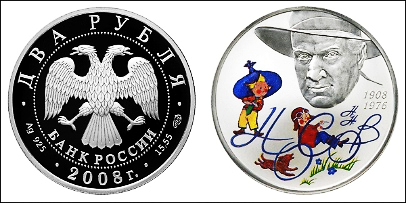 ДВА РУБЛЯ
Ag 925
БАНК РОССИИ
15.55
2008г.
1908
1976